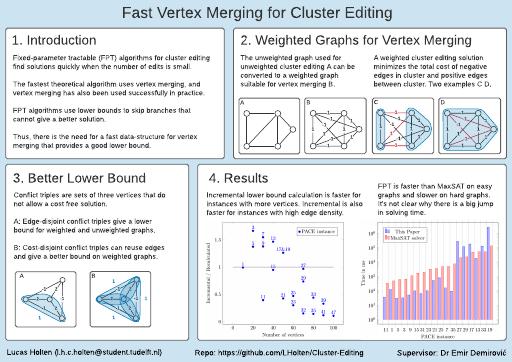 Fast Vertex Merging for Cluster Editing
1. Introduction
Fixed-parameter tractable (FPT) algorithms for cluster editing
find solutions quickly when the number of edits is small.
The fastest theoretical algorithm uses vertex merging, and
vertex merging has also been used successfully in practice.
FPT algorithms use lower bounds to skip branches that
cannot give a better solution.
Thus, there is the need for a fast data-structure for vertex
merging that provides a good lower bound.
2. Weighted Graphs for Vertex Merging
The unweighted graph used for
unweighted cluster editing A can be
converted to a weighted graph
suitable for vertex merging B.
A weighted cluster editing solution
minimizes the total cost of negative
edges in cluster and positive edges
between cluster. Two examples C D.
A
B
C
D
3. Better Lower Bound
Conflict triples are sets of three vertices that do
not allow a cost free solution.
A: Edge-disjoint conflict triples give a lower
bound for weighted and unweighted graphs.
B: Cost-disjoint conflict triples can reuse edges
and give a better bound on weighted graphs.
A
B
4. Results
Incremental lower bound calculation is faster for
instances with more vertices. Incremental is also
faster for instances with high edge density.
PACE instance
Incremental / Recalculated
Number of vertices
FPT is faster than MaxSAT on easy
graphs and slower on hard graphs.
It's not clear why there is a big jump
in solving time.
This Paper
MaxSAT solver
Time in ms
PACE instance
Lucas Holten (l.h.c.holten@student.tudelft.nl)
Repo: https://github.com/LHolten/Cluster-Editing
Supervisor: Dr Emir Demirović